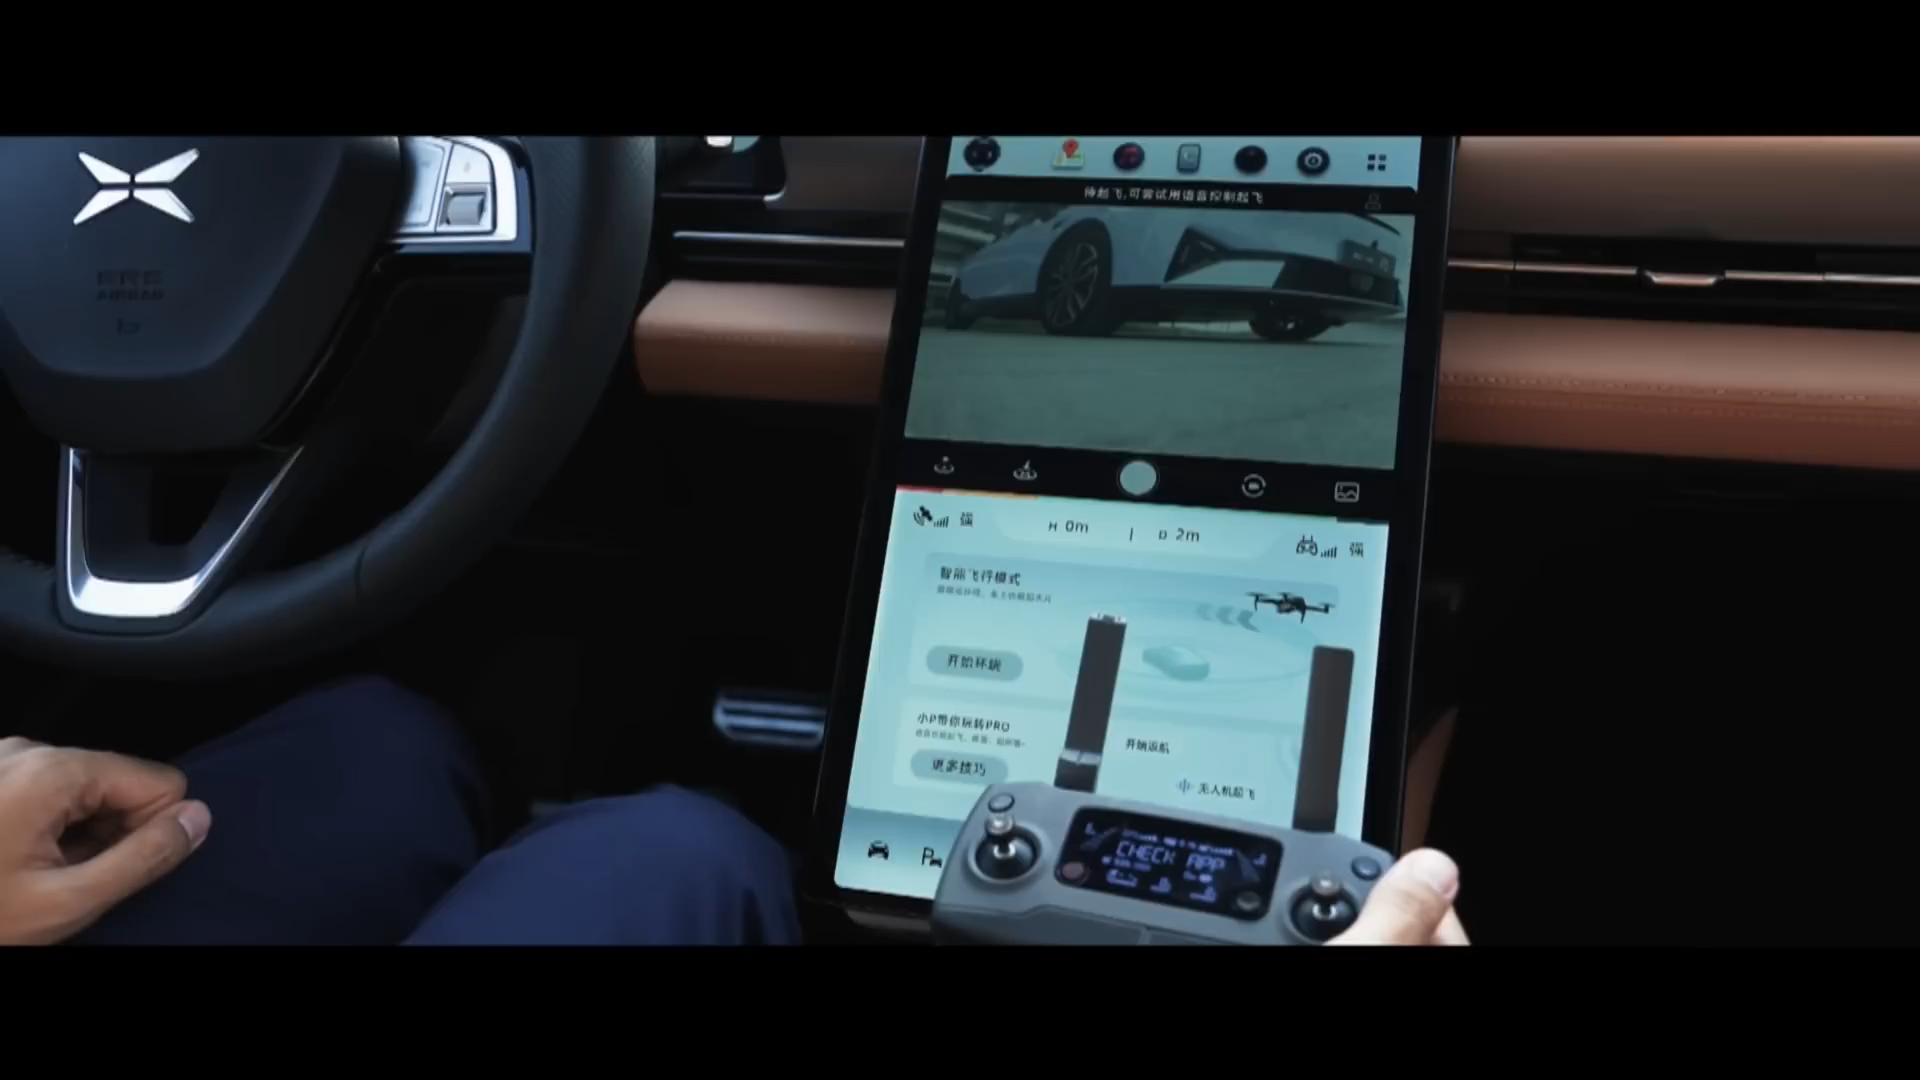 待起飞,可尝试用语音控制起飞
强
H 0m | D 2m
强
智能飞行模式
开始环绕
小P带你玩转PRO
更多技巧
开始返航
无人机起飞
P
CHECK APP
AIRBAG